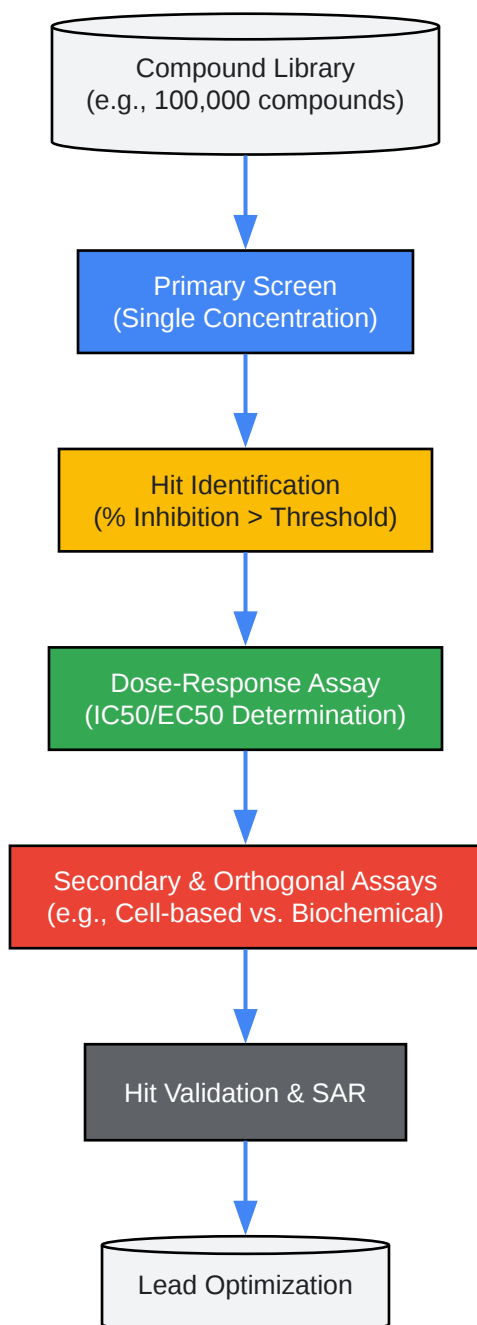 Compound Library
(e.g., 100,000 compounds)
Primary Screen
(Single Concentration)
Hit Identification
(% Inhibition > Threshold)
Dose-Response Assay
(IC50/EC50 Determination)
Secondary & Orthogonal Assays
(e.g., Cell-based vs. Biochemical)
Hit Validation & SAR
Lead Optimization